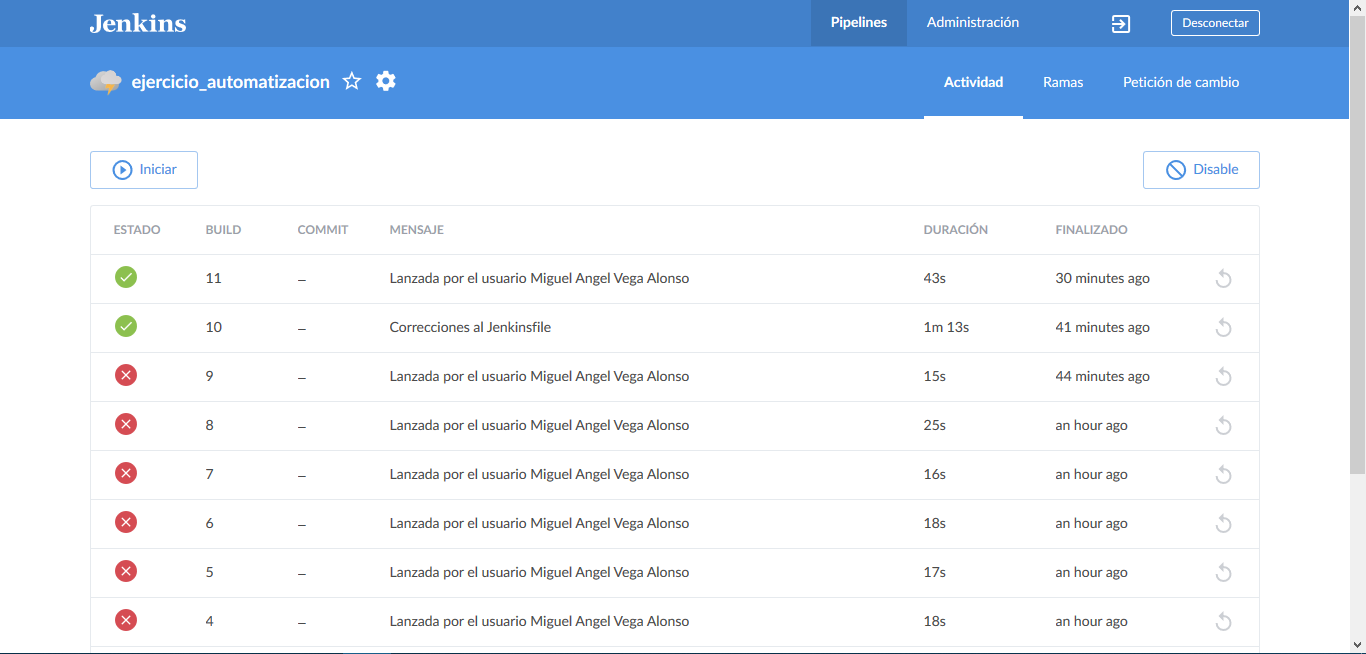 Jenkins
Pipelines
Administración
Desconectar
ejercicio_automatizacion
Actividad
Ramas
Petición de cambio
Iniciar
Disable
ESTADO BUILD COMMIT MENSAJE DURACIÓN FINALIZADO
11 – Lanzada por el usuario Miguel Angel Vega Alonso 43s 30 minutes ago
10 – Correcciones al Jenkinsfile 1m 13s 41 minutes ago
9 – Lanzada por el usuario Miguel Angel Vega Alonso 15s 44 minutes ago
8 – Lanzada por el usuario Miguel Angel Vega Alonso 25s an hour ago
7 – Lanzada por el usuario Miguel Angel Vega Alonso 16s an hour ago
6 – Lanzada por el usuario Miguel Angel Vega Alonso 18s an hour ago
5 – Lanzada por el usuario Miguel Angel Vega Alonso 17s an hour ago
4 – Lanzada por el usuario Miguel Angel Vega Alonso 18s an hour ago